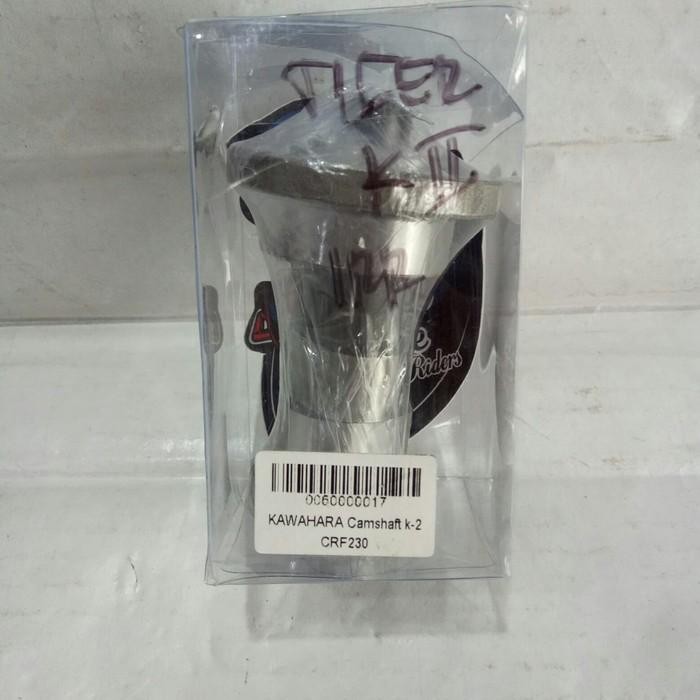 TIGER
K III
e
Riders
0060000017
KAWAHARA Camshaft k-2
CRF230